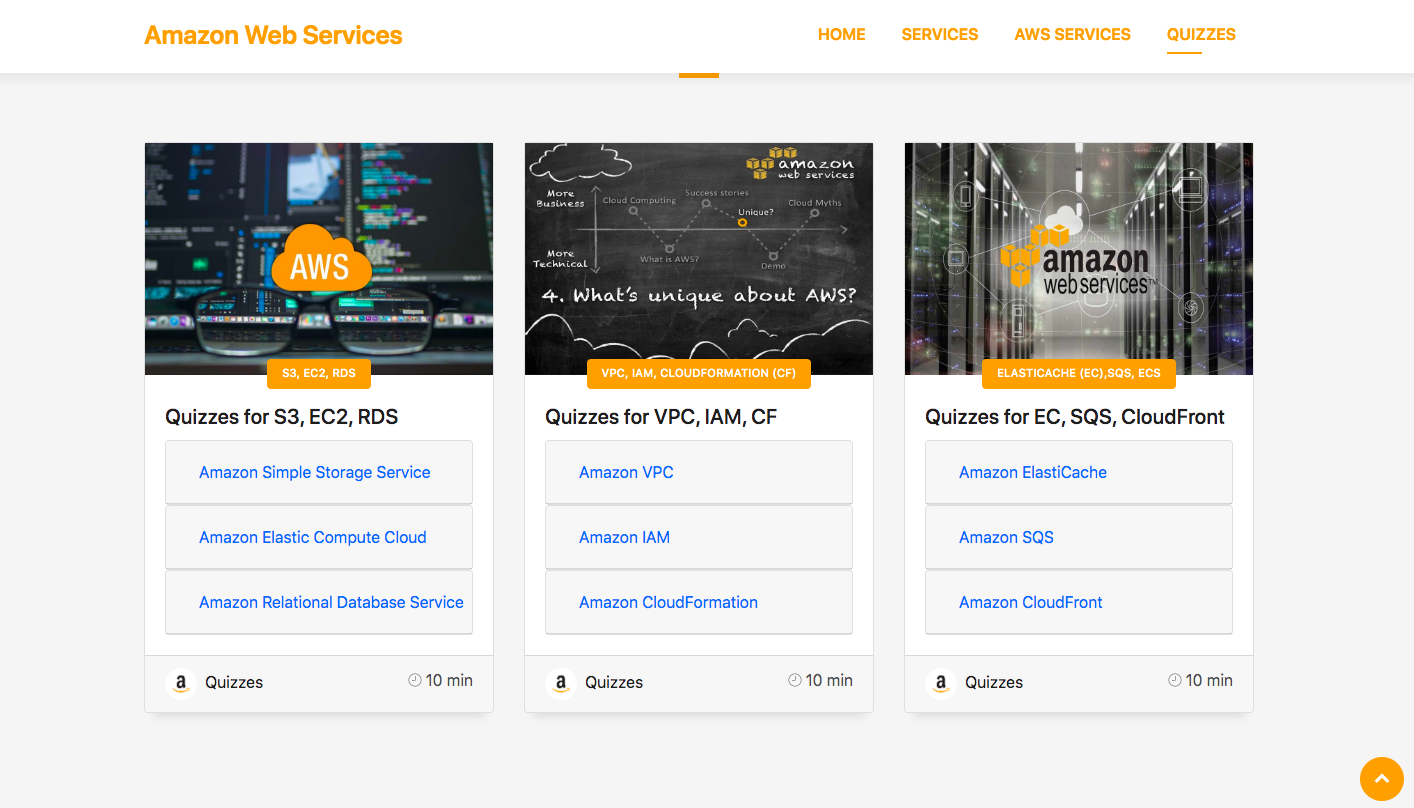 Amazon Web Services
HOME
SERVICES
AWS SERVICES
QUIZZES
AWS
S3, EC2, RDS
Quizzes for S3, EC2, RDS
Amazon Simple Storage Service
Amazon Elastic Compute Cloud
Amazon Relational Database Service
a Quizzes
10 min
amazon
web services
More
Business
Cloud Computing
Success stories
Unique?
Cloud Myths
More
Technical
What is AWS?
Demo
4. What's unique about AWS?
VPC, IAM, CLOUDFORMATION (CF)
Quizzes for VPC, IAM, CF
Amazon VPC
Amazon IAM
Amazon CloudFormation
a Quizzes
10 min
amazon
web services™
ELASTICACHE (EC),SQS, ECS
Quizzes for EC, SQS, CloudFront
Amazon ElastiCache
Amazon SQS
Amazon CloudFront
a Quizzes
10 min